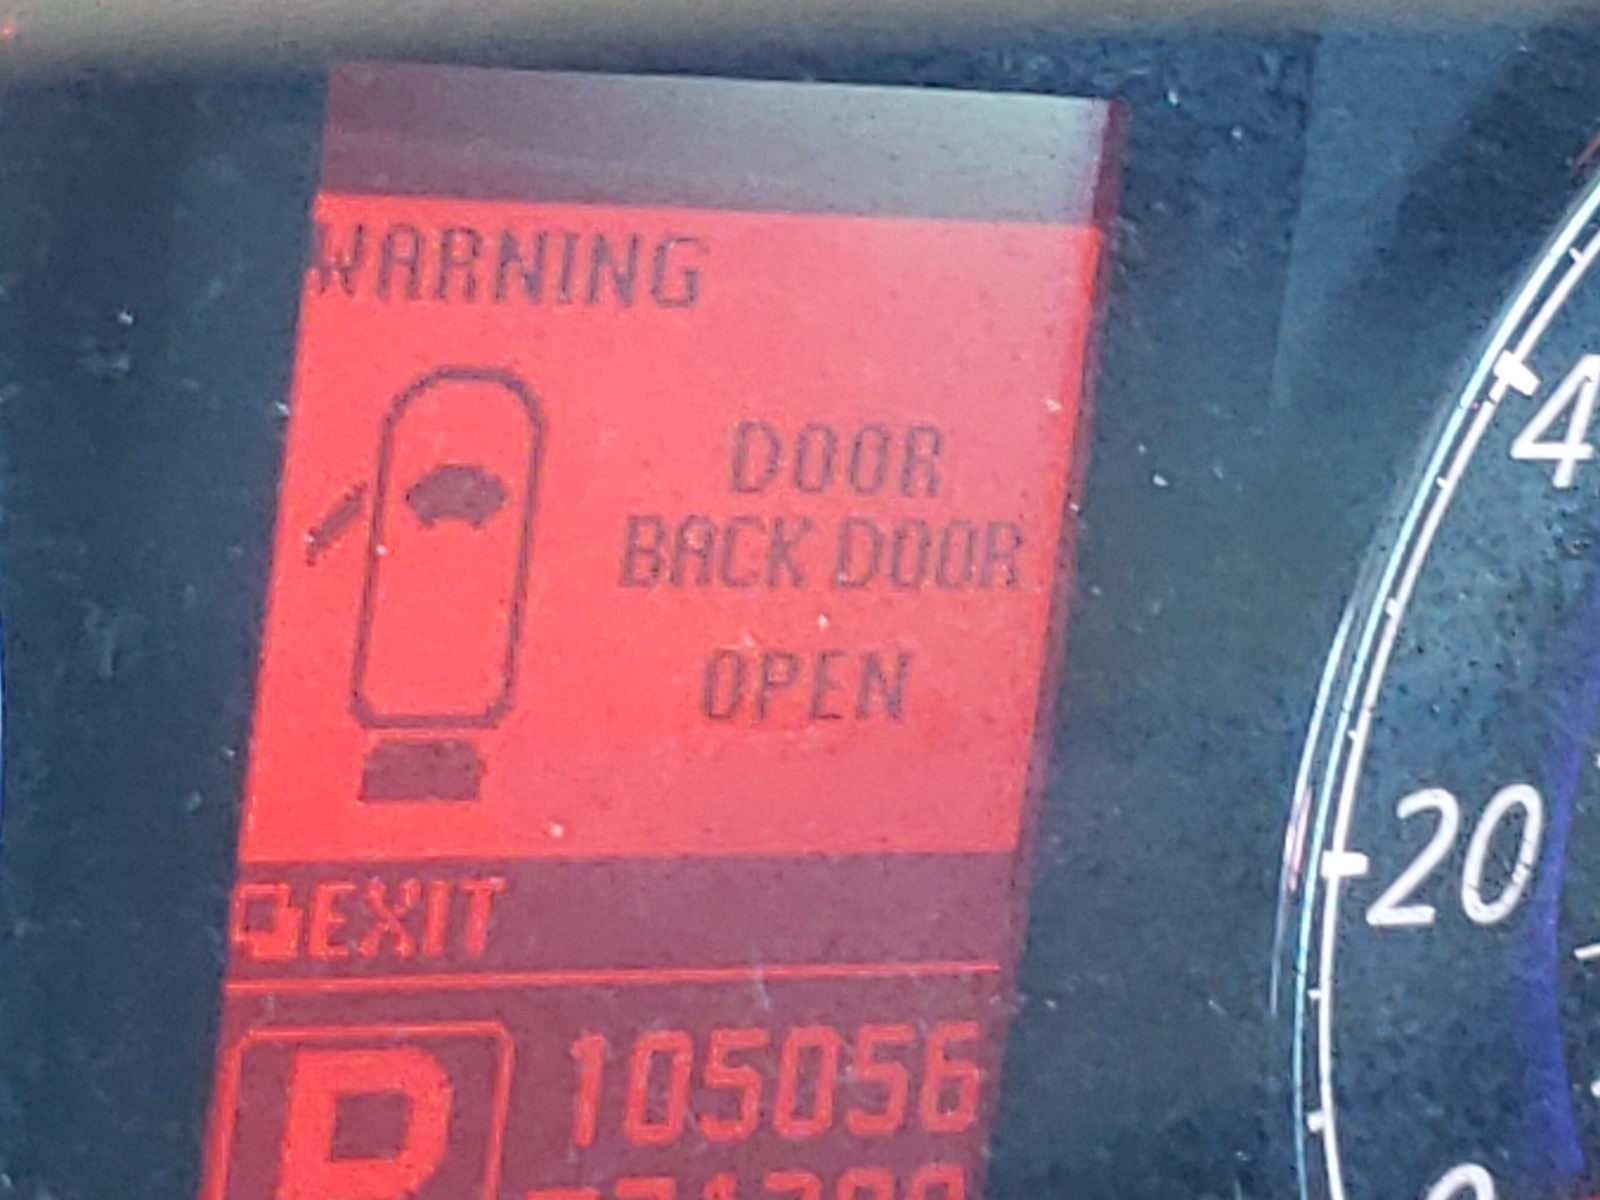 WARNING
DOOR
BACK DOOR
OPEN
EXIT
P
105056
40
20